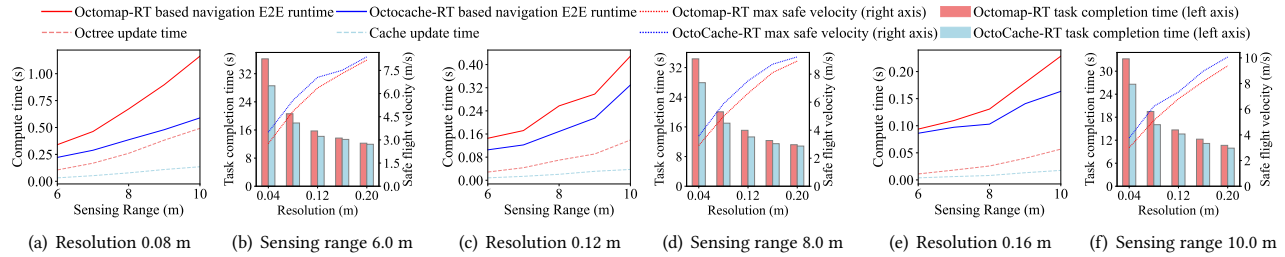 Octomap-RT based navigation E2E runtime Octocache-RT based navigation E2E runtime Octomap-RT max safe velocity (right axis) Octomap-RT task completion time (left axis)
Octree update time Cache update time OctoCache-RT max safe velocity (right axis) OctoCache-RT task completion time (left axis)
Compute time (s)
1.00
0.75
0.50
0.25
0.00
6 8 10
Sensing Range (m)
(a) Resolution 0.08 m
Task completion time (s)
36
24
12
0
0.04 0.12 0.20
Resolution (m)
8.2
6.0
4.5
3.0
1.5
0.0
Safe flight velocity (m/s)
(b) Sensing range 6.0 m
Compute time (s)
0.40
0.32
0.24
0.16
0.08
0.00
6 8 10
Sensing Range (m)
(c) Resolution 0.12 m
Task completion time (s)
32
24
16
8
0
0.04 0.12 0.20
Resolution (m)
8
6
4
2
0
Safe flight velocity (m/s)
(d) Sensing range 8.0 m
Compute time (s)
0.20
0.15
0.10
0.05
0.00
6 8 10
Sensing Range (m)
(e) Resolution 0.16 m
Task completion time (s)
30
24
18
12
6
0
0.04 0.12 0.20
Resolution (m)
10
8
6
4
2
0
Safe flight velocity (m/s)
(f) Sensing range 10.0 m